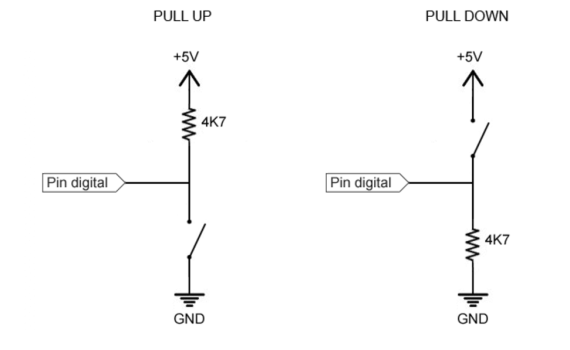 PULL UP
+5V
4K7
Pin digital
GND
PULL DOWN
+5V
Pin digital
4K7
GND